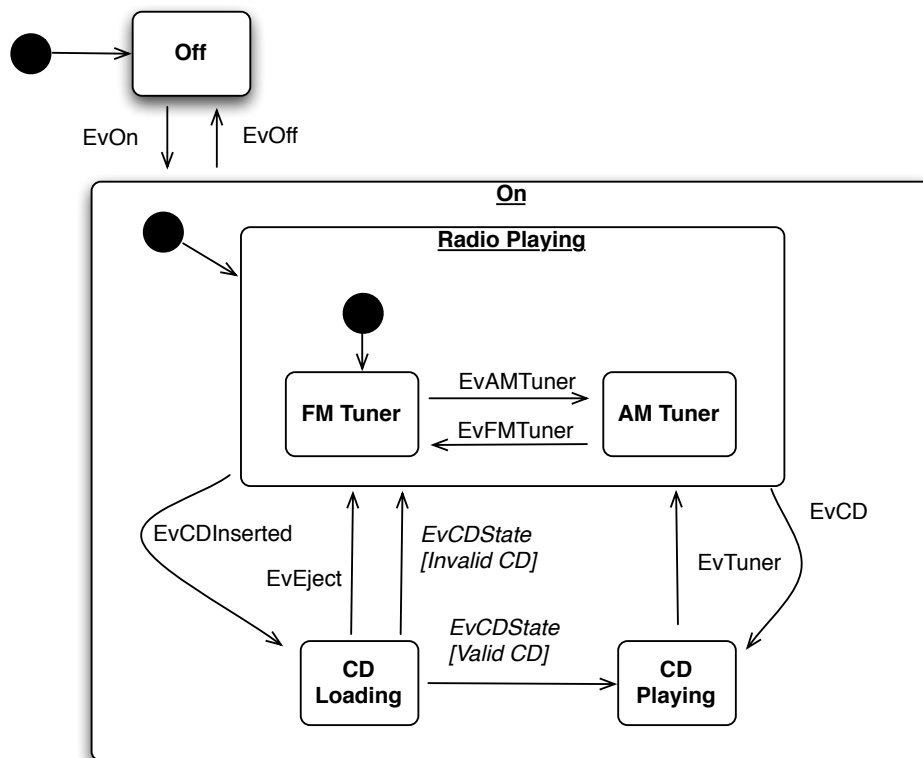 Off
EvOn
EvOff
On
Radio Playing
EvAMTuner
FM Tuner
AM Tuner
EvFMTuner
EvCDInserted
EvCDState
[Invalid CD]
EvCD
EvEject
EvTuner
EvCDState
[Valid CD]
CD
Loading
CD
Playing